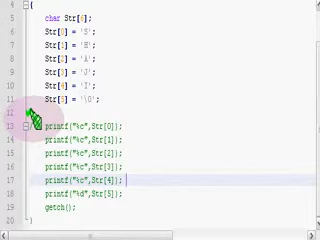 4 {
5 char Str[6];
6 Str[0] = 'S';
7 Str[1] = 'H';
8 Str[2] = 'A';
9 Str[3] = 'J';
10 Str[4] = 'I';
11 Str[5] = '\0';
12
13 printf("%c",Str[0]);
14 printf("%c",Str[1]);
15 printf("%c",Str[2]);
16 printf("%c",Str[3]);
17 printf("%c",Str[4]);
18 printf("%d",Str[5]);
19 getch();
20 }